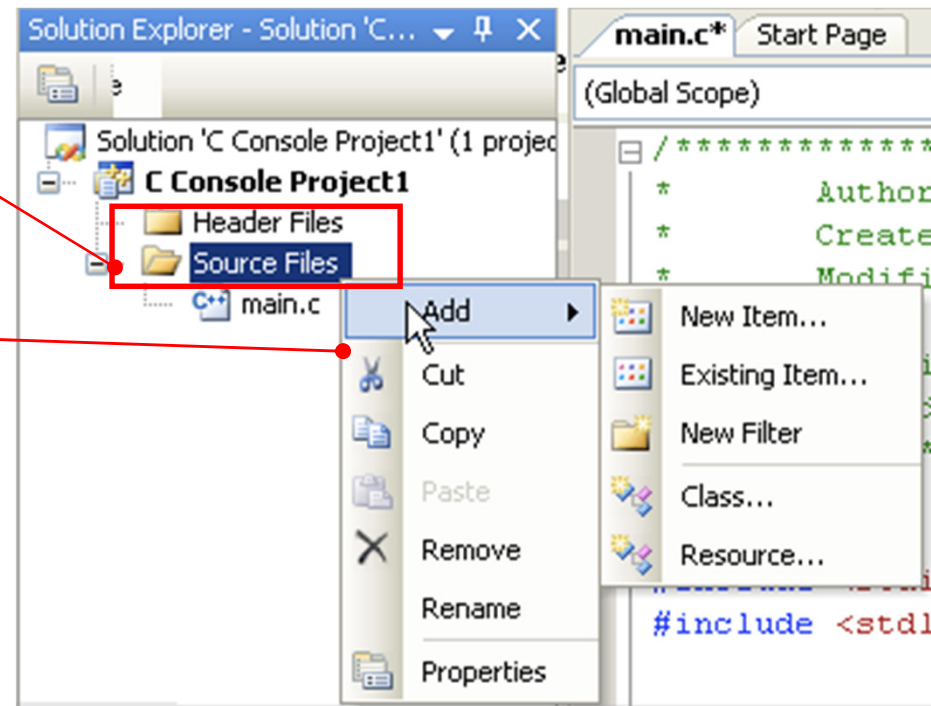 Solution Explorer - Solution 'C...
main.c* Start Page
(Global Scope)
Solution 'C Console Project1' (1 projec
C Console Project1
Header Files
Source Files
main.c
/*************
* Author
* Create
* Modifi
Add
Cut
Copy
Paste
Remove
Rename
Properties
New Item...
Existing Item...
New Filter
Class...
Resource...
#include <stdl